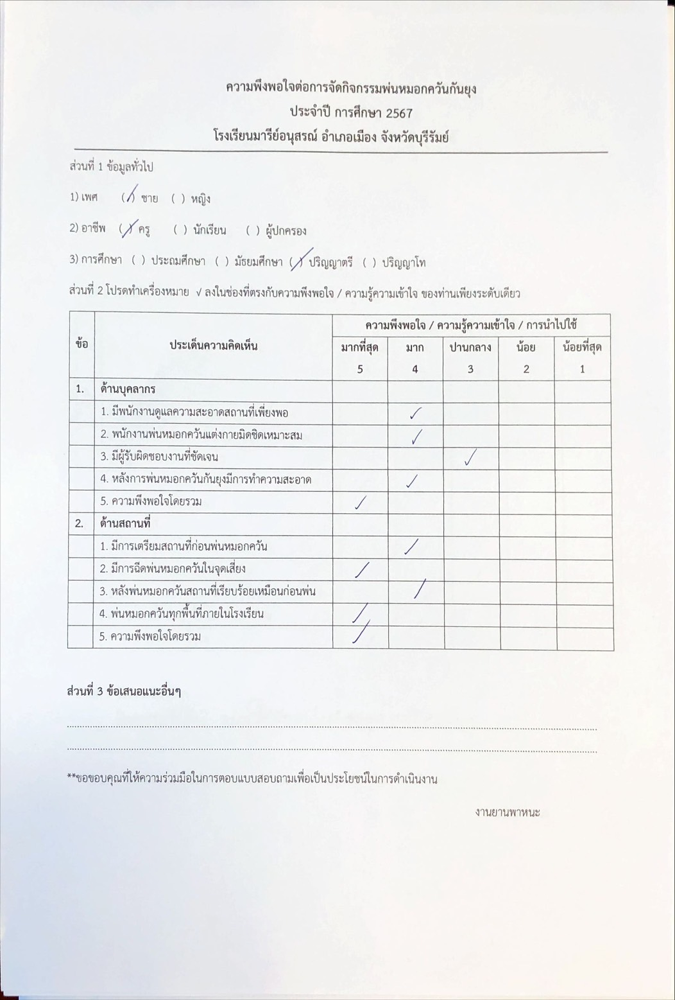 ความพึงพอใจต่อการจัดกิจกรรมพ่นหมอกควันกันยุง
ประจำปี การศึกษา 2567
โรงเรียนมารีย์อนุสรณ์ อำเภอเมือง จังหวัดบุรีรัมย์
ส่วนที่ 1 ข้อมูลทั่วไป
1) เพศ (/) ชาย ( ) หญิง
2) อาชีพ (/) ครู ( ) นักเรียน ( ) ผู้ปกครอง
3) การศึกษา ( ) ประถมศึกษา ( ) มัธยมศึกษา (/) ปริญญาตรี ( ) ปริญญาโท
ส่วนที่ 2 โปรดทำเครื่องหมาย √ ลงในช่องที่ตรงกับความพึงพอใจ / ความรู้ความเข้าใจ ของท่านเพียงระดับเดียว
ข้อ ประเด็นความคิดเห็น ความพึงพอใจ / ความรู้ความเข้าใจ / การนำไปใช้
มากที่สุด มาก ปานกลาง น้อย น้อยที่สุด
5 4 3 2 1
1. ด้านบุคลากร
1. มีพนักงานดูแลความสะอาดสถานที่เพี่ยงพอ ✓
2. พนักงานพ่นหมอกควันแต่งกายมิดชิดเหมาะสม ✓
3. มีผู้รับผิดชอบงานที่ชัดเจน ✓
4. หลังการพ่นหมอกควันกันยุงมีการทำความสะอาด ✓
5. ความพึงพอใจโดยรวม ✓
2. ด้านสถานที่
1. มีการเตรียมสถานที่ก่อนพ่นหมอกควัน ✓
2. มีการฉีดพ่นหมอกควันในจุดเสี่ยง ✓
3. หลังพ่นหมอกควันสถานที่เรียบร้อยเหมือนก่อนพ่น ✓
4. พ่นหมอกควันทุกพื้นที่ภายในโรงเรียน ✓
5. ความพึงพอใจโดยรวม ✓
ส่วนที่ 3 ข้อเสนอแนะอื่นๆ
**ขอขอบคุณที่ให้ความร่วมมือในการตอบแบบสอบถามเพื่อเป็นประโยชน์ในการดำเนินงาน
งานยานพาหนะ